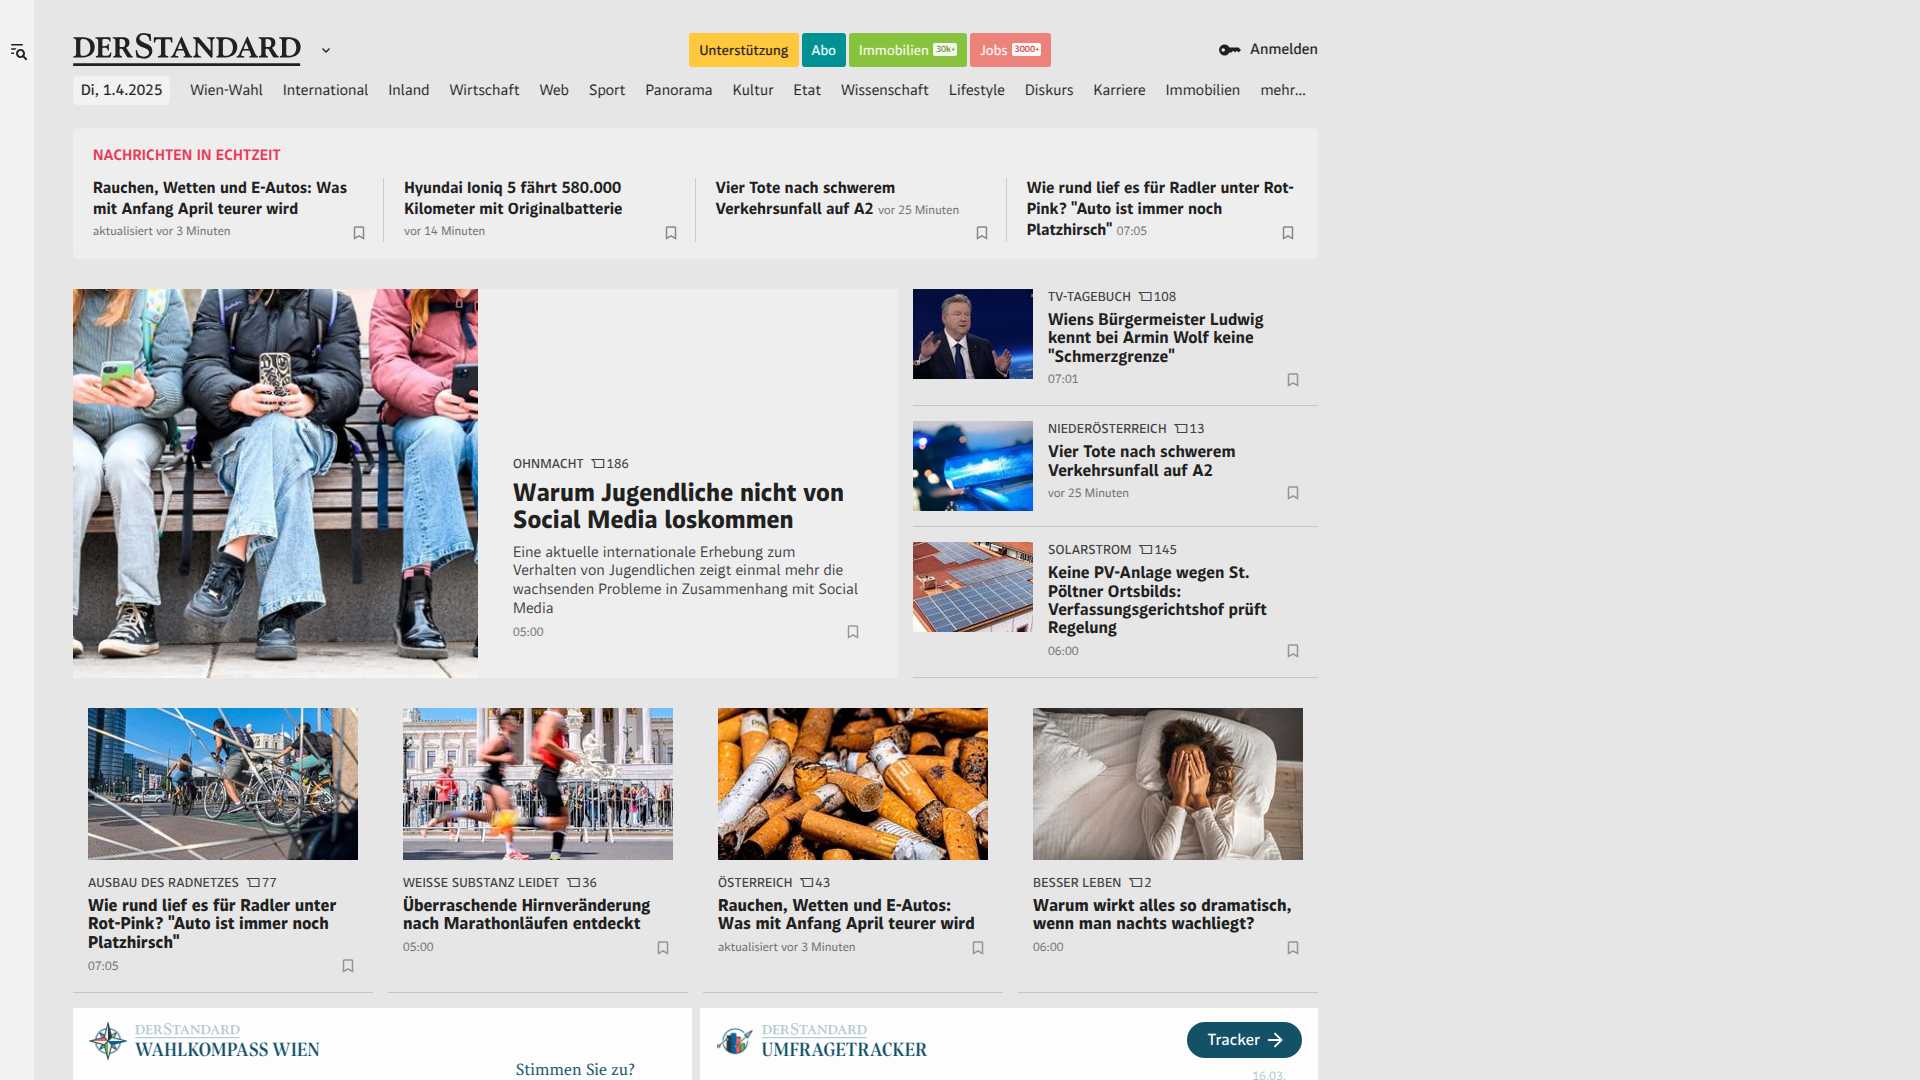 DERSTANDARD
Unterstützung
Abo
Immobilien 30k+
Jobs 3000+
Anmelden
Di, 1.4.2025
Wien-Wahl
International
Inland
Wirtschaft
Web
Sport
Panorama
Kultur
Etat
Wissenschaft
Lifestyle
Diskurs
Karriere
Immobilien
mehr...
NACHRICHTEN IN ECHTZEIT
Rauchen, Wetten und E-Autos: Was
mit Anfang April teurer wird
aktualisiert vor 3 Minuten
Hyundai Ioniq 5 fährt 580.000
Kilometer mit Originalbatterie
vor 14 Minuten
Vier Tote nach schwerem
Verkehrsunfall auf A2 vor 25 Minuten
Wie rund lief es für Radler unter Rot-
Pink? "Auto ist immer noch
Platzhirsch" 07:05
OHNMACHT 186
Warum Jugendliche nicht von
Social Media loskommen
Eine aktuelle internationale Erhebung zum
Verhalten von Jugendlichen zeigt einmal mehr die
wachsenden Probleme in Zusammenhang mit Social
Media
05:00
TV-TAGEBUCH 108
Wiens Bürgermeister Ludwig
kennt bei Armin Wolf keine
"Schmerzgrenze"
07:01
NIEDERÖSTERREICH 13
Vier Tote nach schwerem
Verkehrsunfall auf A2
vor 25 Minuten
SOLARSTROM 145
Keine PV-Anlage wegen St.
Pöltner Ortsbilds:
Verfassungsgerichtshof prüft
Regelung
06:00
AUSBAU DES RADNETZES 77
Wie rund lief es für Radler unter
Rot-Pink? "Auto ist immer noch
Platzhirsch"
07:05
WEISSE SUBSTANZ LEIDET 36
Überraschende Hirnveränderung
nach Marathonläufen entdeckt
05:00
ÖSTERREICH 43
Rauchen, Wetten und E-Autos:
Was mit Anfang April teurer wird
aktualisiert vor 3 Minuten
BESSER LEBEN 2
Warum wirkt alles so dramatisch,
wenn man nachts wachliegt?
06:00
DERSTANDARD
WAHLKOMPASS WIEN
Stimmen Sie zu?
DERSTANDARD
UMFRAGETRACKER
Tracker
16.03.